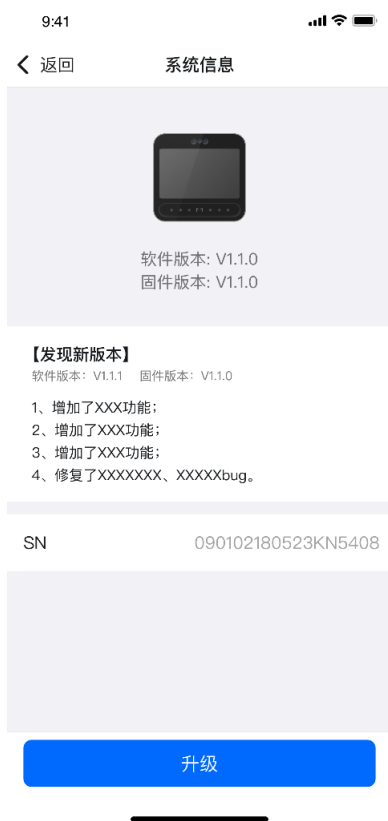 9:41
返回
系统信息
软件版本: V1.1.0
固件版本: V1.1.0
【发现新版本】
软件版本：V1.1.1 固件版本：V1.1.0
1、增加了XXX功能；
2、增加了XXX功能；
3、增加了XXX功能；
4、修复了XXXXXXX、XXXXXbug。
SN 090102180523KN5408
升级